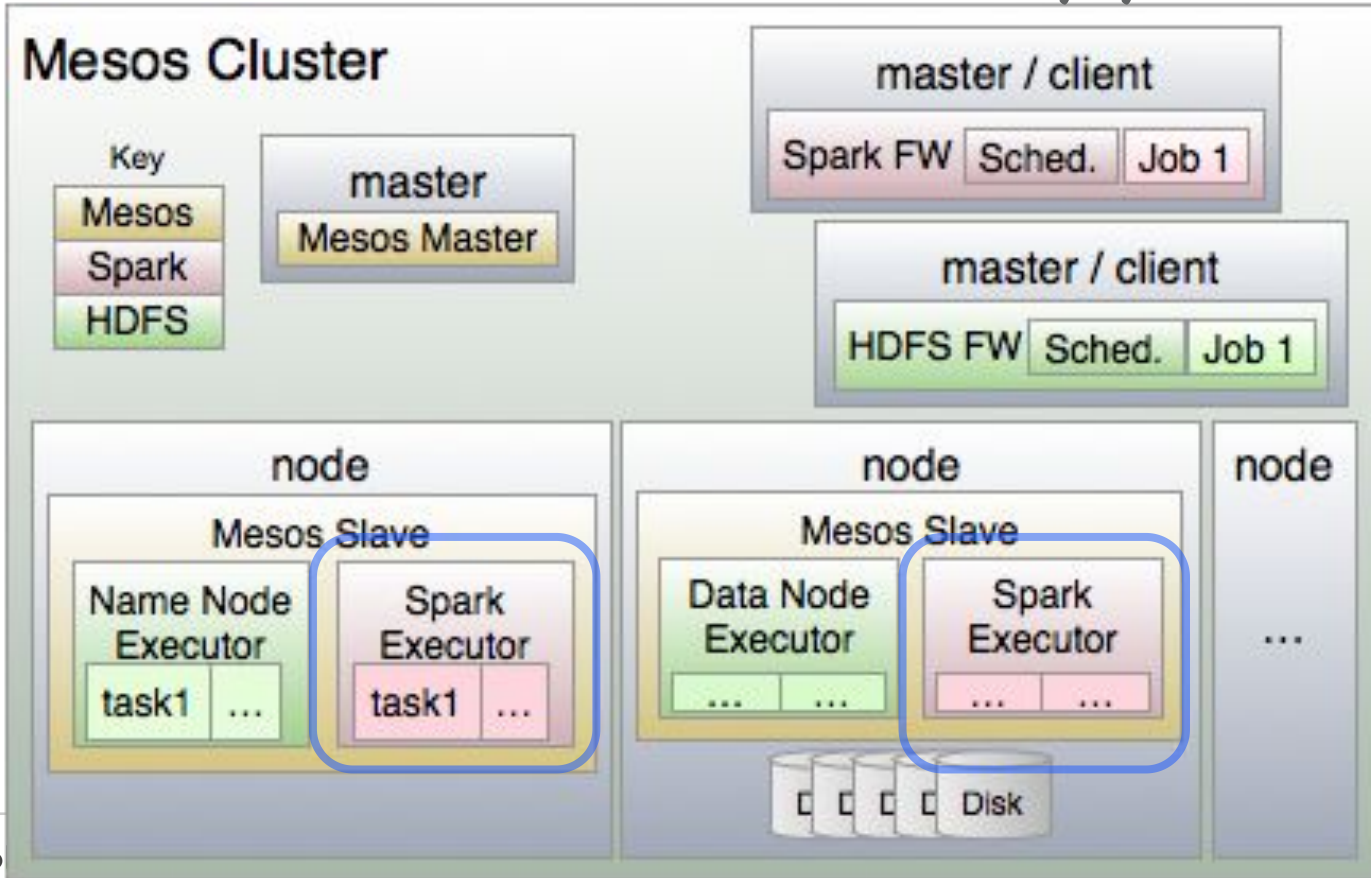 Mesos Cluster
Key
Mesos
Spark
HDFS
master
Mesos Master
master / client
Spark FW Sched. Job 1
master / client
HDFS FW Sched. Job 1
node
Mesos Slave
Name Node
Executor
task1 ...
Spark
Executor
task1 ...
node
Mesos Slave
Data Node
Executor
... ...
Spark
Executor
... ...
Disk
node
...